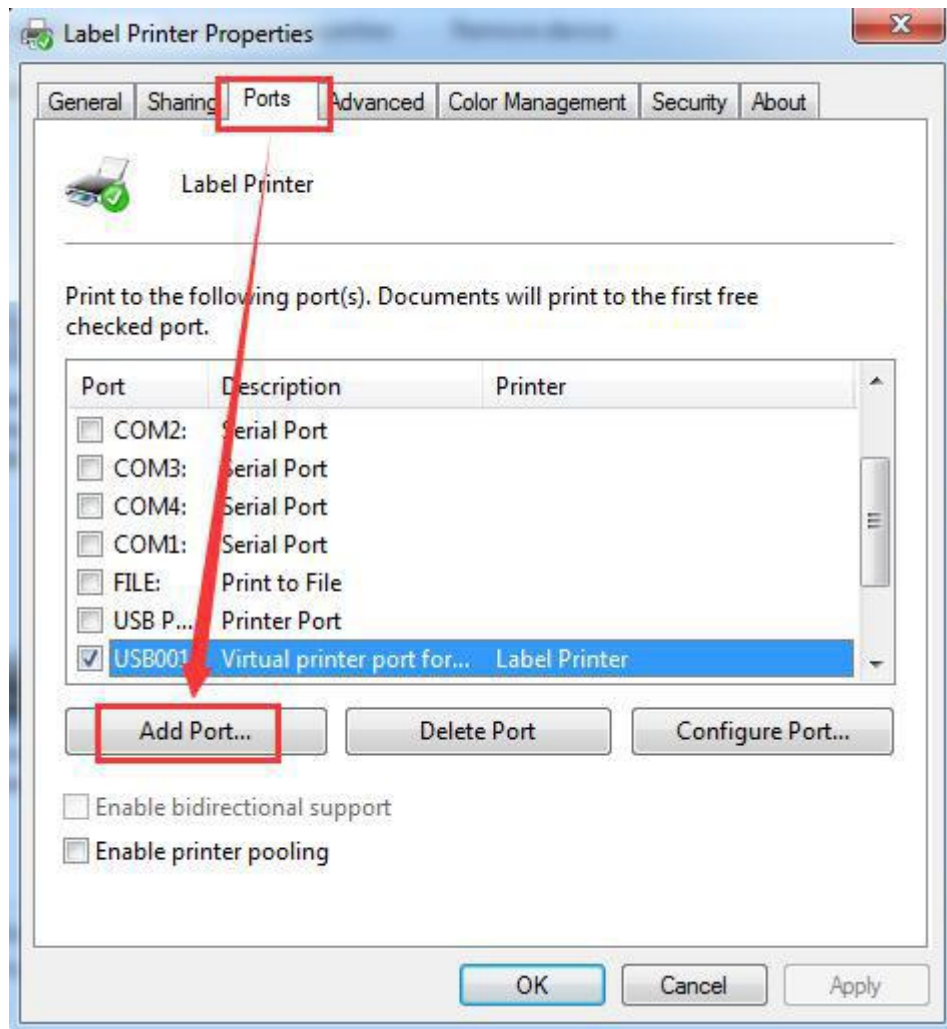 Label Printer Properties
General Sharing Ports Advanced Color Management Security About
Label Printer
Print to the following port(s). Documents will print to the first free
checked port.
Port Description Printer
COM2: Serial Port
COM3: Serial Port
COM4: Serial Port
COM1: Serial Port
FILE: Print to File
USB P... Printer Port
USB001 Virtual printer port for... Label Printer
Add Port... Delete Port Configure Port...
Enable bidirectional support
Enable printer pooling
OK Cancel Apply